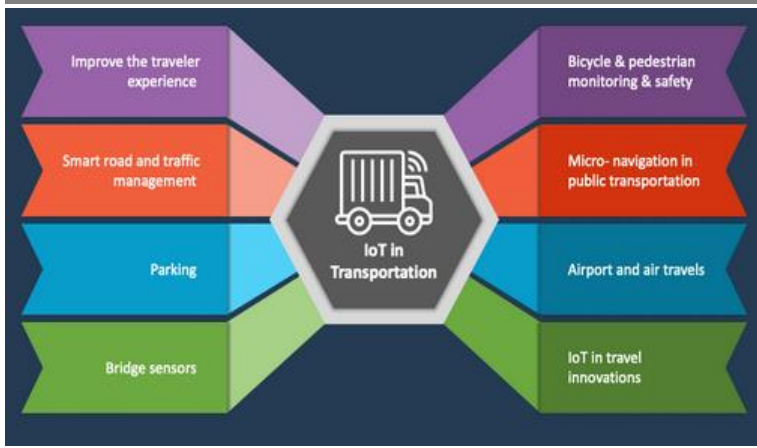 Improve the traveler
experience
Smart road and traffic
management
Parking
Bridge sensors
IoT in
Transportation
Bicycle & pedestrian
monitoring & safety
Micro- navigation in
public transportation
Airport and air travels
IoT in travel
innovations